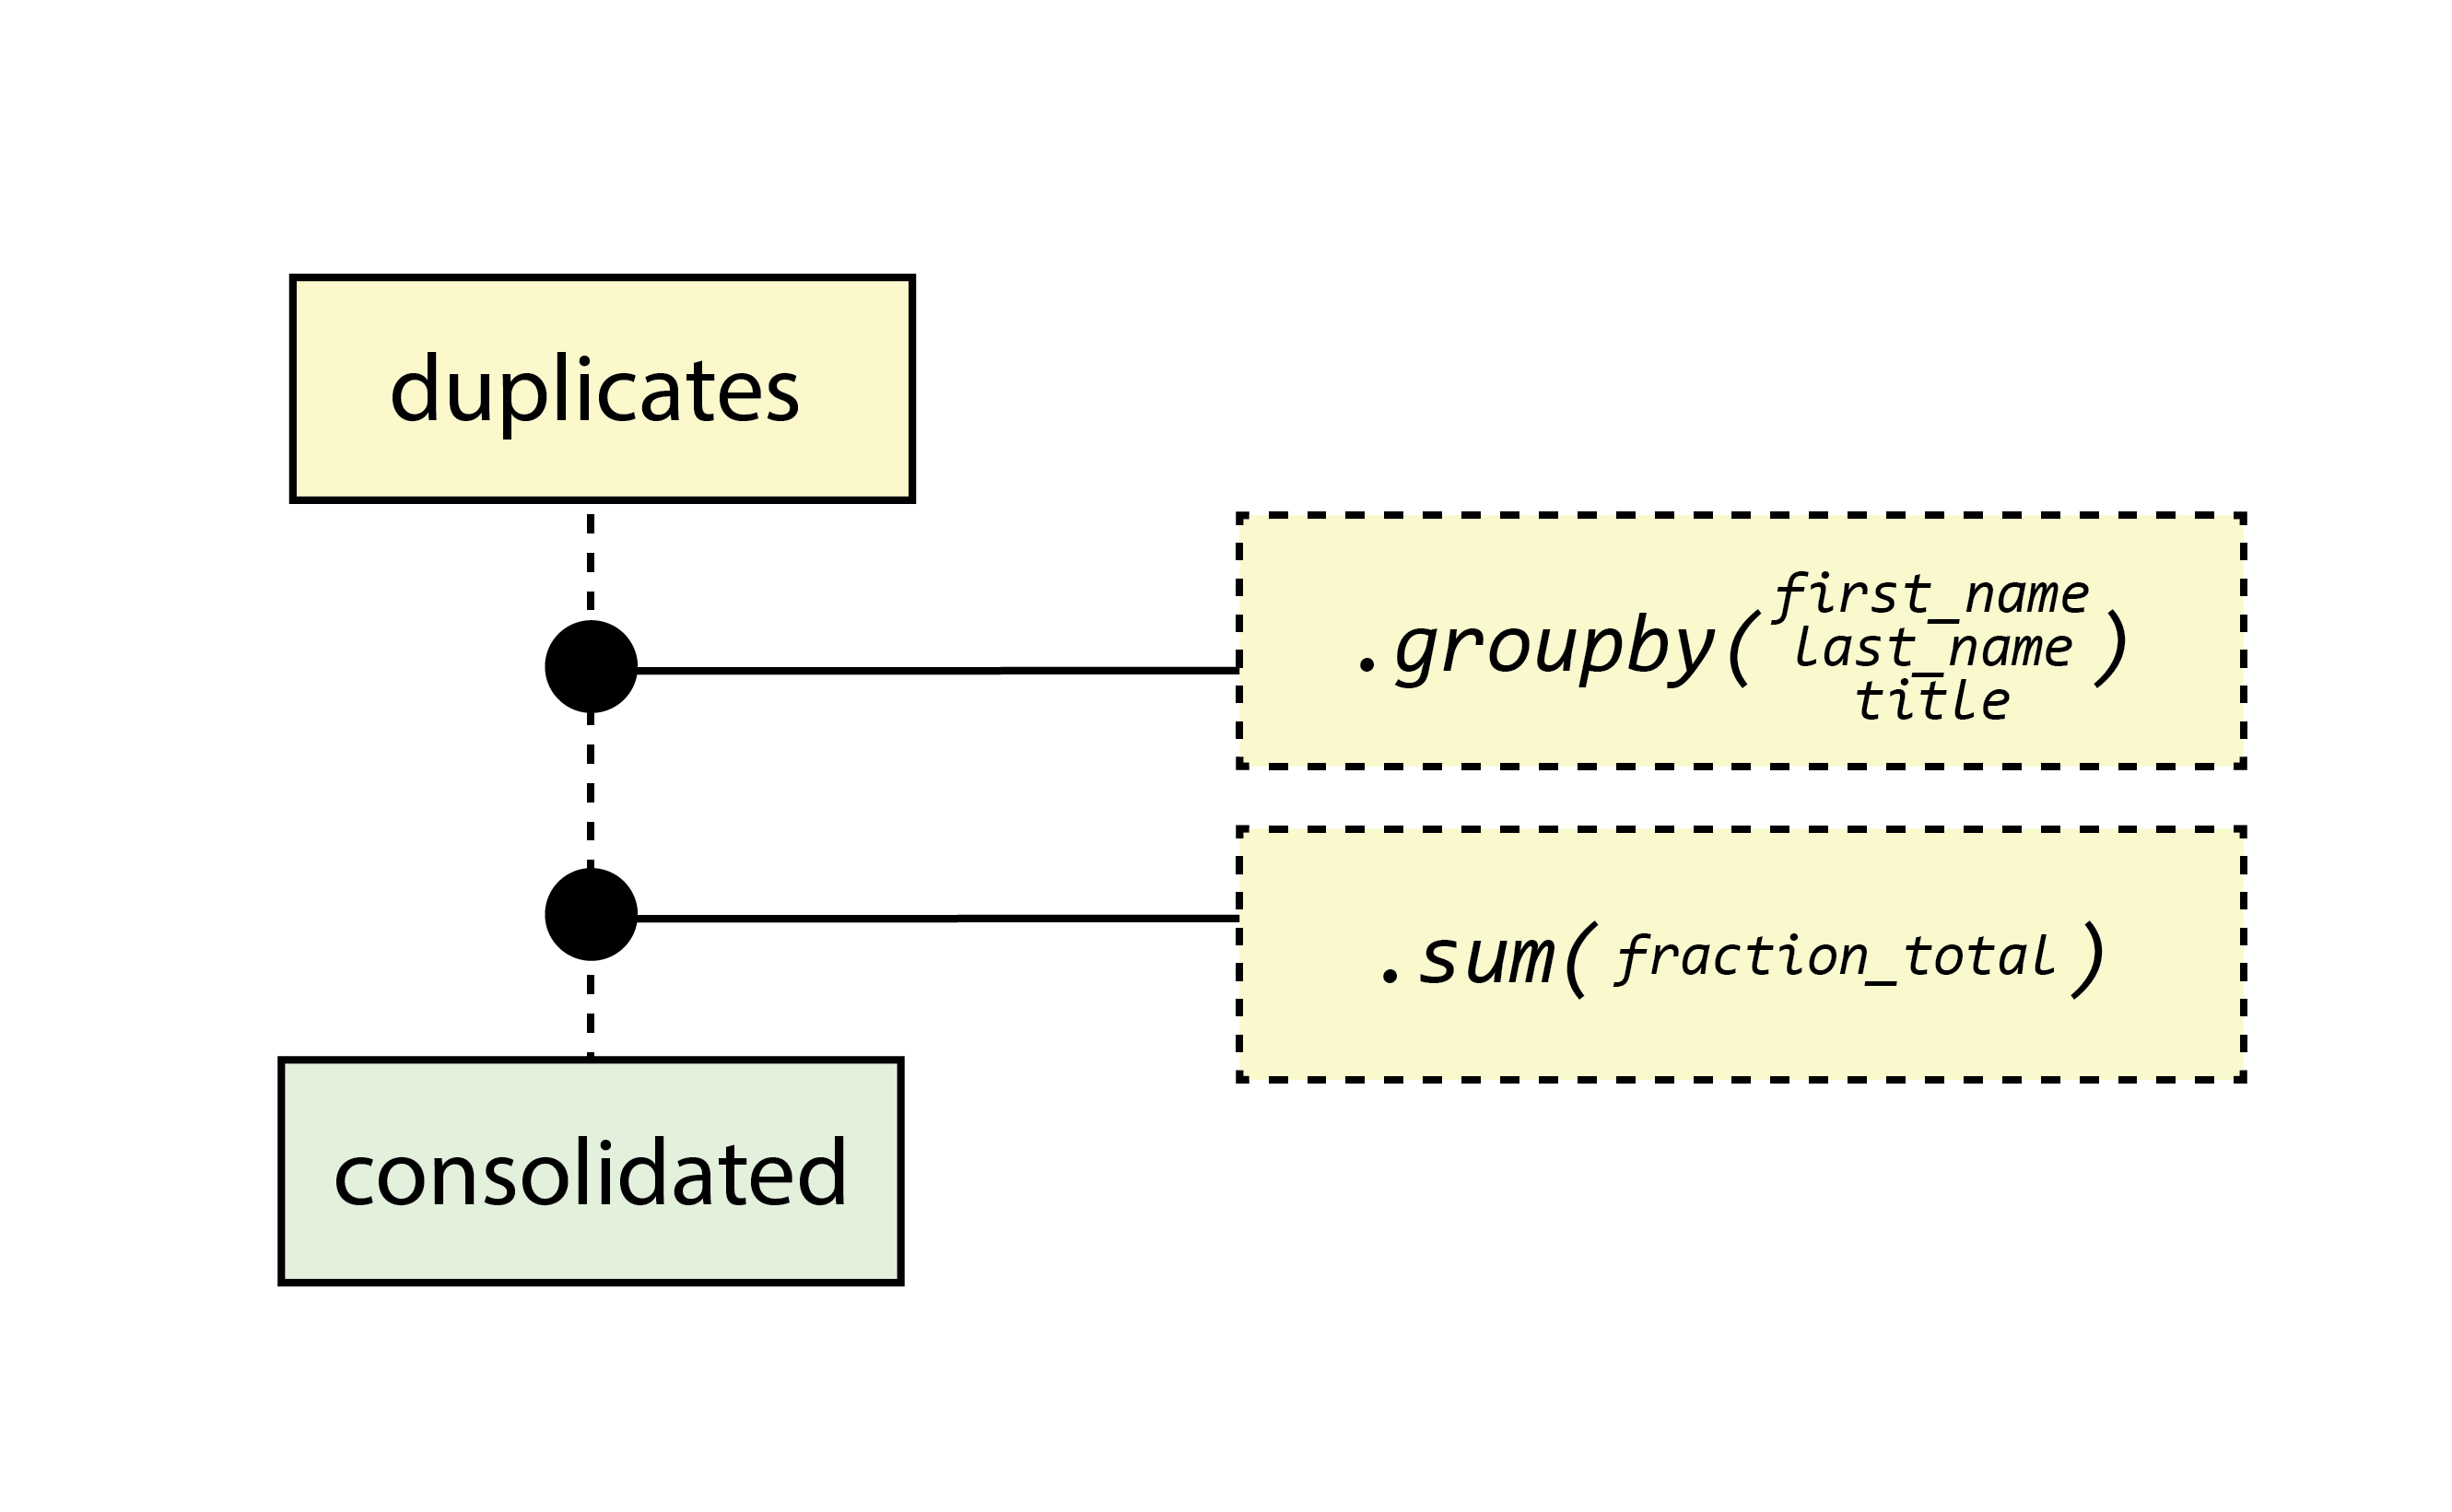 duplicates
.groupby(first_name
last_name
title)
.sum(fraction_total)
consolidated